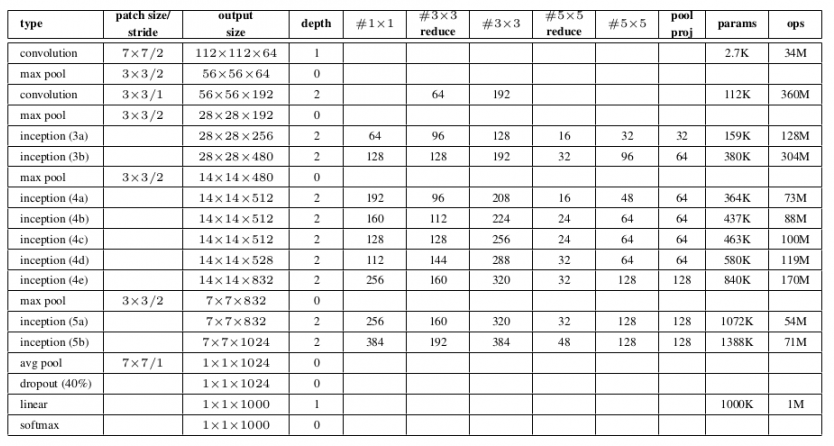 type patch size/ stride output size depth #1×1 #3×3 reduce #3×3 #5×5 reduce #5×5 pool proj params ops
convolution 7×7/2 112×112×64 1 2.7K 34M
max pool 3×3/2 56×56×64 0
convolution 3×3/1 56×56×192 2 64 192 112K 360M
max pool 3×3/2 28×28×192 0
inception (3a) 28×28×256 2 64 96 128 16 32 32 159K 128M
inception (3b) 28×28×480 2 128 128 192 32 96 64 380K 304M
max pool 3×3/2 14×14×480 0
inception (4a) 14×14×512 2 192 96 208 16 48 64 364K 73M
inception (4b) 14×14×512 2 160 112 224 24 64 64 437K 88M
inception (4c) 14×14×512 2 128 128 256 24 64 64 463K 100M
inception (4d) 14×14×528 2 112 144 288 32 64 64 580K 119M
inception (4e) 14×14×832 2 256 160 320 32 128 128 840K 170M
max pool 3×3/2 7×7×832 0
inception (5a) 7×7×832 2 256 160 320 32 128 128 1072K 54M
inception (5b) 7×7×1024 2 384 192 384 48 128 128 1388K 71M
avg pool 7×7/1 1×1×1024 0
dropout (40%) 1×1×1024 0
linear 1×1×1000 1 1000K 1M
softmax 1×1×1000 0